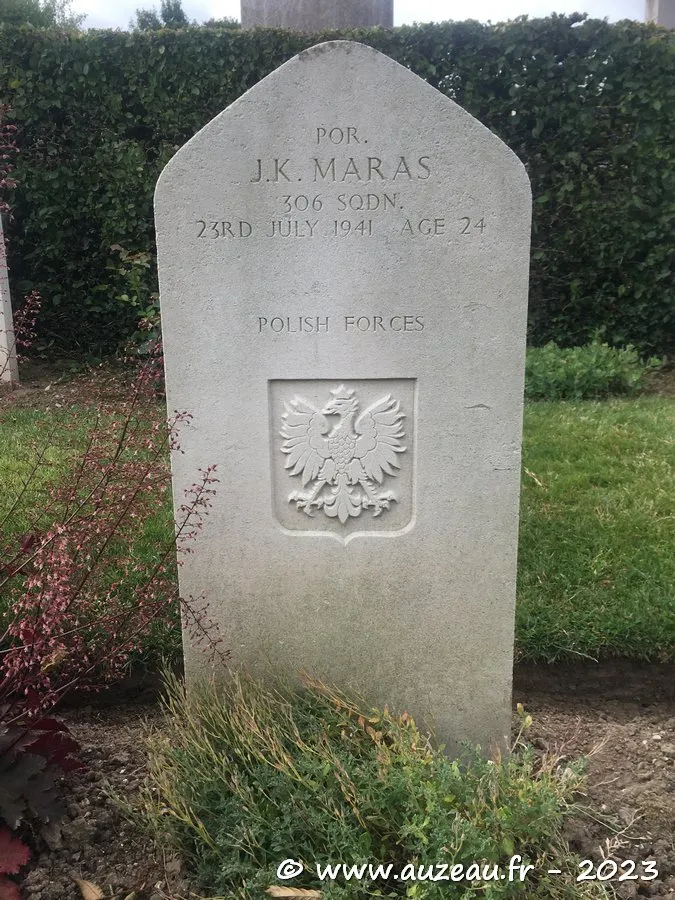 POR.
J.K. MARAS
306 SQDN.
23RD JULY 1941 AGE 24
POLISH FORCES
© www.auzeau.fr - 2023